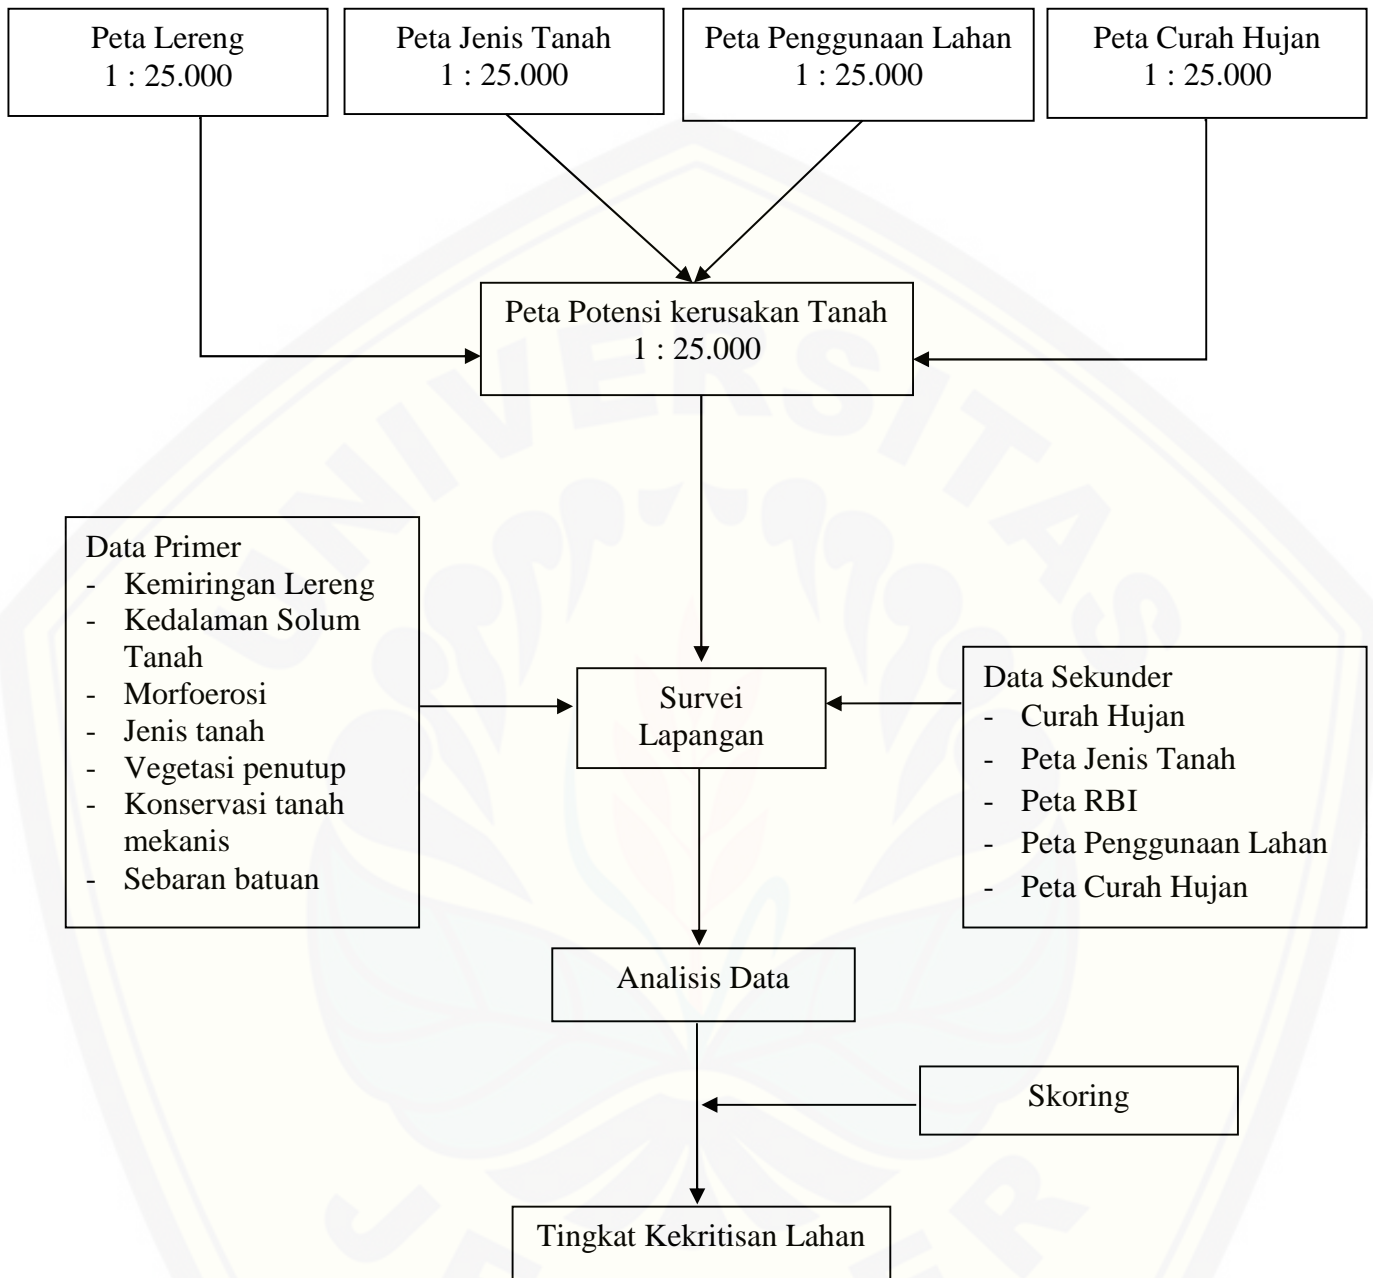 Peta Lereng
1 : 25.000
Peta Jenis Tanah
1 : 25.000
Peta Penggunaan Lahan
1 : 25.000
Peta Curah Hujan
1 : 25.000
Peta Potensi kerusakan Tanah
1 : 25.000
Data Primer
- Kemiringan Lereng
- Kedalaman Solum
Tanah
- Morfoerosi
- Jenis tanah
- Vegetasi penutup
- Konservasi tanah
mekanis
- Sebaran batuan
Survei
Lapangan
Data Sekunder
- Curah Hujan
- Peta Jenis Tanah
- Peta RBI
- Peta Penggunaan Lahan
- Peta Curah Hujan
Analisis Data
Skoring
Tingkat Kekritisan Lahan
UNIVERSITAS